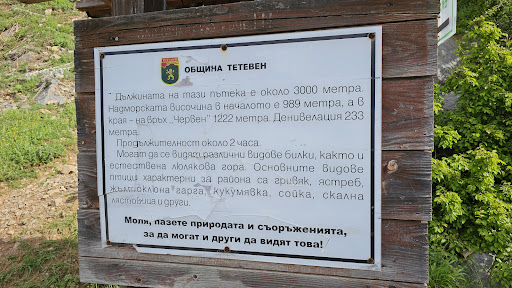 ОБЩИНА ТЕТЕВЕН
Дължината на тази пътека е около 3000 метра.
Надморската височина в началото е 989 метра, а в
края - на връх „Червен" 1222 метра. Денивелация 233
метра.
Продължителност около 2 часа.
Могат да се видят различни видове билки, както и
естествена люлякова гора. Основните видове
птици характерни за района са гривяк, ястреб,
жълтоклюна гарга, кукумявка, сойка, скална
лястовица и други.
Моля, пазете природата и съоръженията,
за да могат и други да видят това!